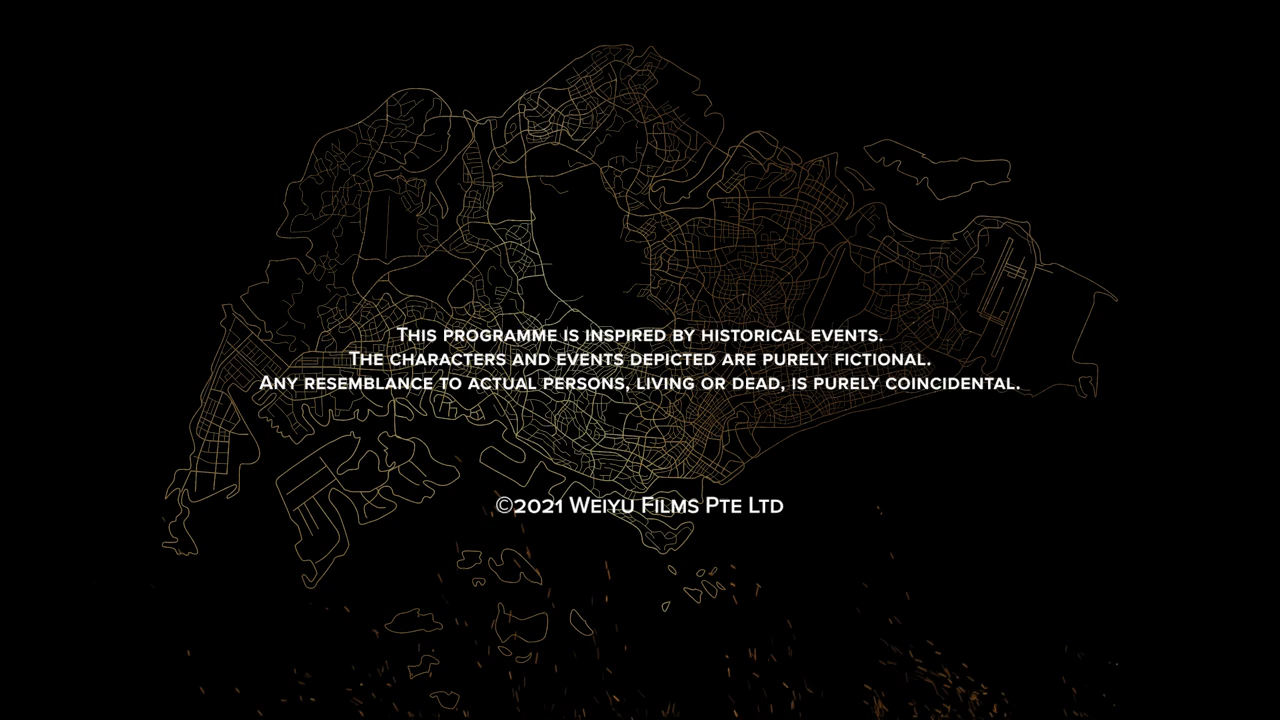 This programme is inspired by historical events.
The characters and events depicted are purely fictional.
Any resemblance to actual persons, living or dead, is purely coincidental.
©2021 Weiyu Films Pte Ltd